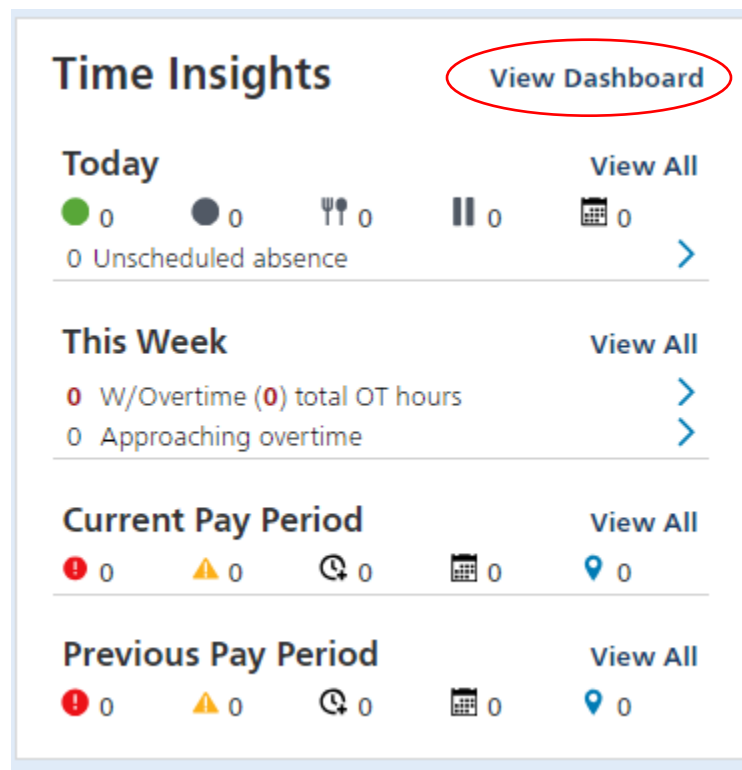 Time Insights View Dashboard
Today View All
0 0 0 0 0
0 Unscheduled absence
This Week View All
0 W/Overtime (0) total OT hours
0 Approaching overtime
Current Pay Period View All
0 0 0 0 0
Previous Pay Period View All
0 0 0 0 0